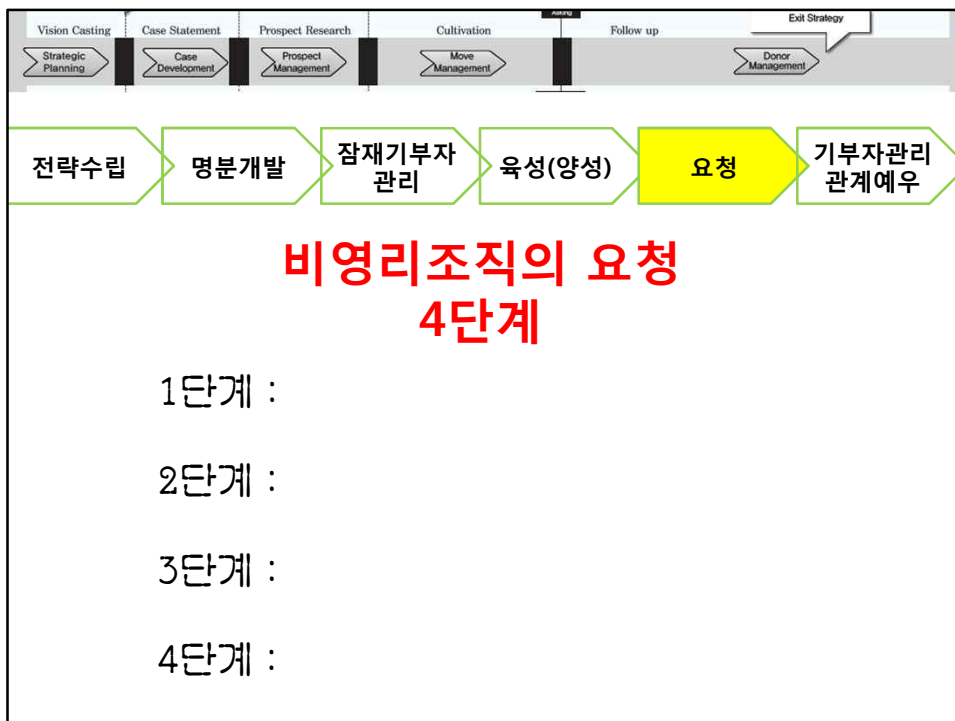 Asking
Exit Strategy
Vision Casting Case Statement Prospect Research Cultivation Follow up
Strategic Planning
Case Development
Prospect Management
Move Management
Donor Management
전략수립
명분개발
잠재기부자
관리
육성(양성)
요청
기부자관리
관계예우
비영리조직의 요청
4단계
1단계 :
2단계 :
3단계 :
4단계 :